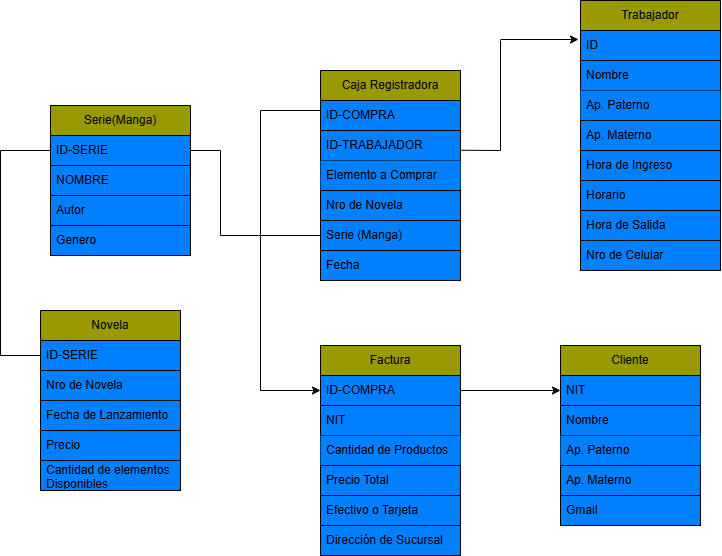 Trabajador
ID
Nombre
Ap. Paterno
Ap. Materno
Hora de Ingreso
Horario
Hora de Salida
Nro de Celular
Caja Registradora
ID-COMPRA
ID-TRABAJADOR
Elemento a Comprar
Nro de Novela
Serie (Manga)
Fecha
Serie(Manga)
ID-SERIE
NOMBRE
Autor
Genero
Novela
ID-SERIE
Nro de Novela
Fecha de Lanzamiento
Precio
Cantidad de elementos
Disponibles
Factura
ID-COMPRA
NIT
Cantidad de Productos
Precio Total
Efectivo o Tarjeta
Dirección de Sucursal
Cliente
NIT
Nombre
Ap. Paterno
Ap. Materno
Gmail